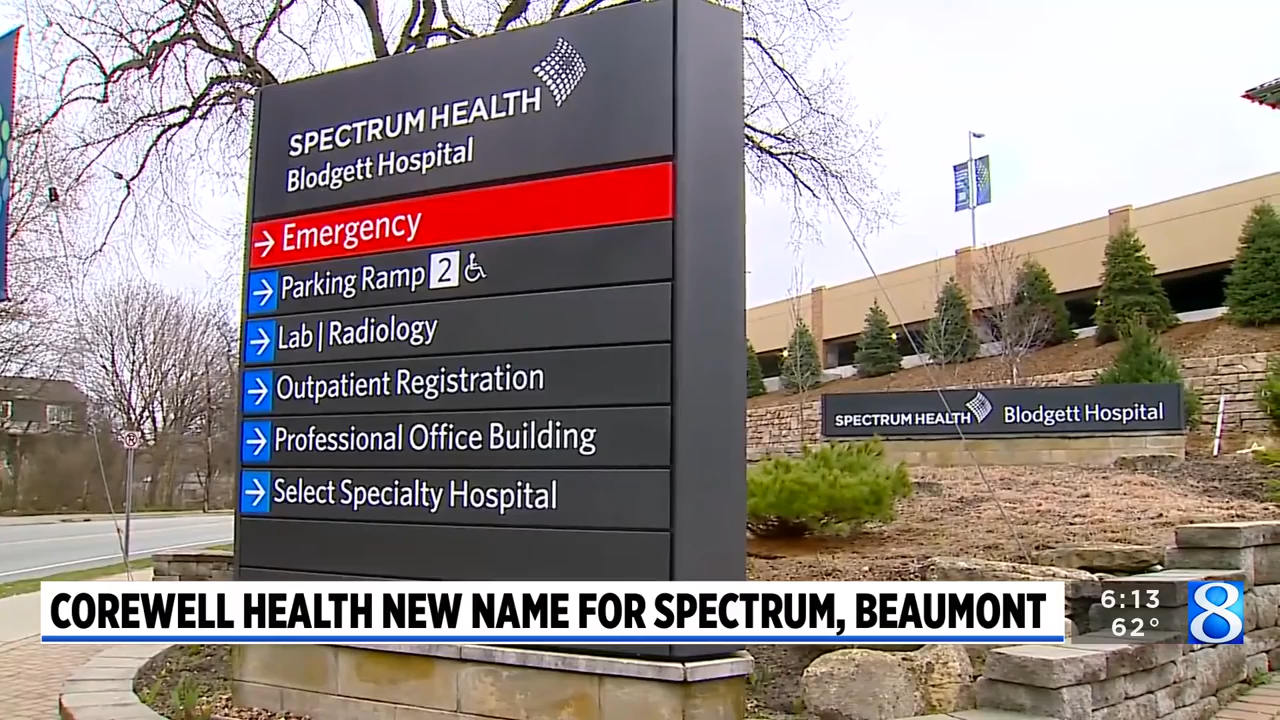 SPECTRUM HEALTH
Blodgett Hospital
Emergency
Parking Ramp 2
Lab | Radiology
Outpatient Registration
Professional Office Building
Select Specialty Hospital
SPECTRUM HEALTH Blodgett Hospital
COREWELL HEALTH NEW NAME FOR SPECTRUM, BEAUMONT
6:13
62°
8